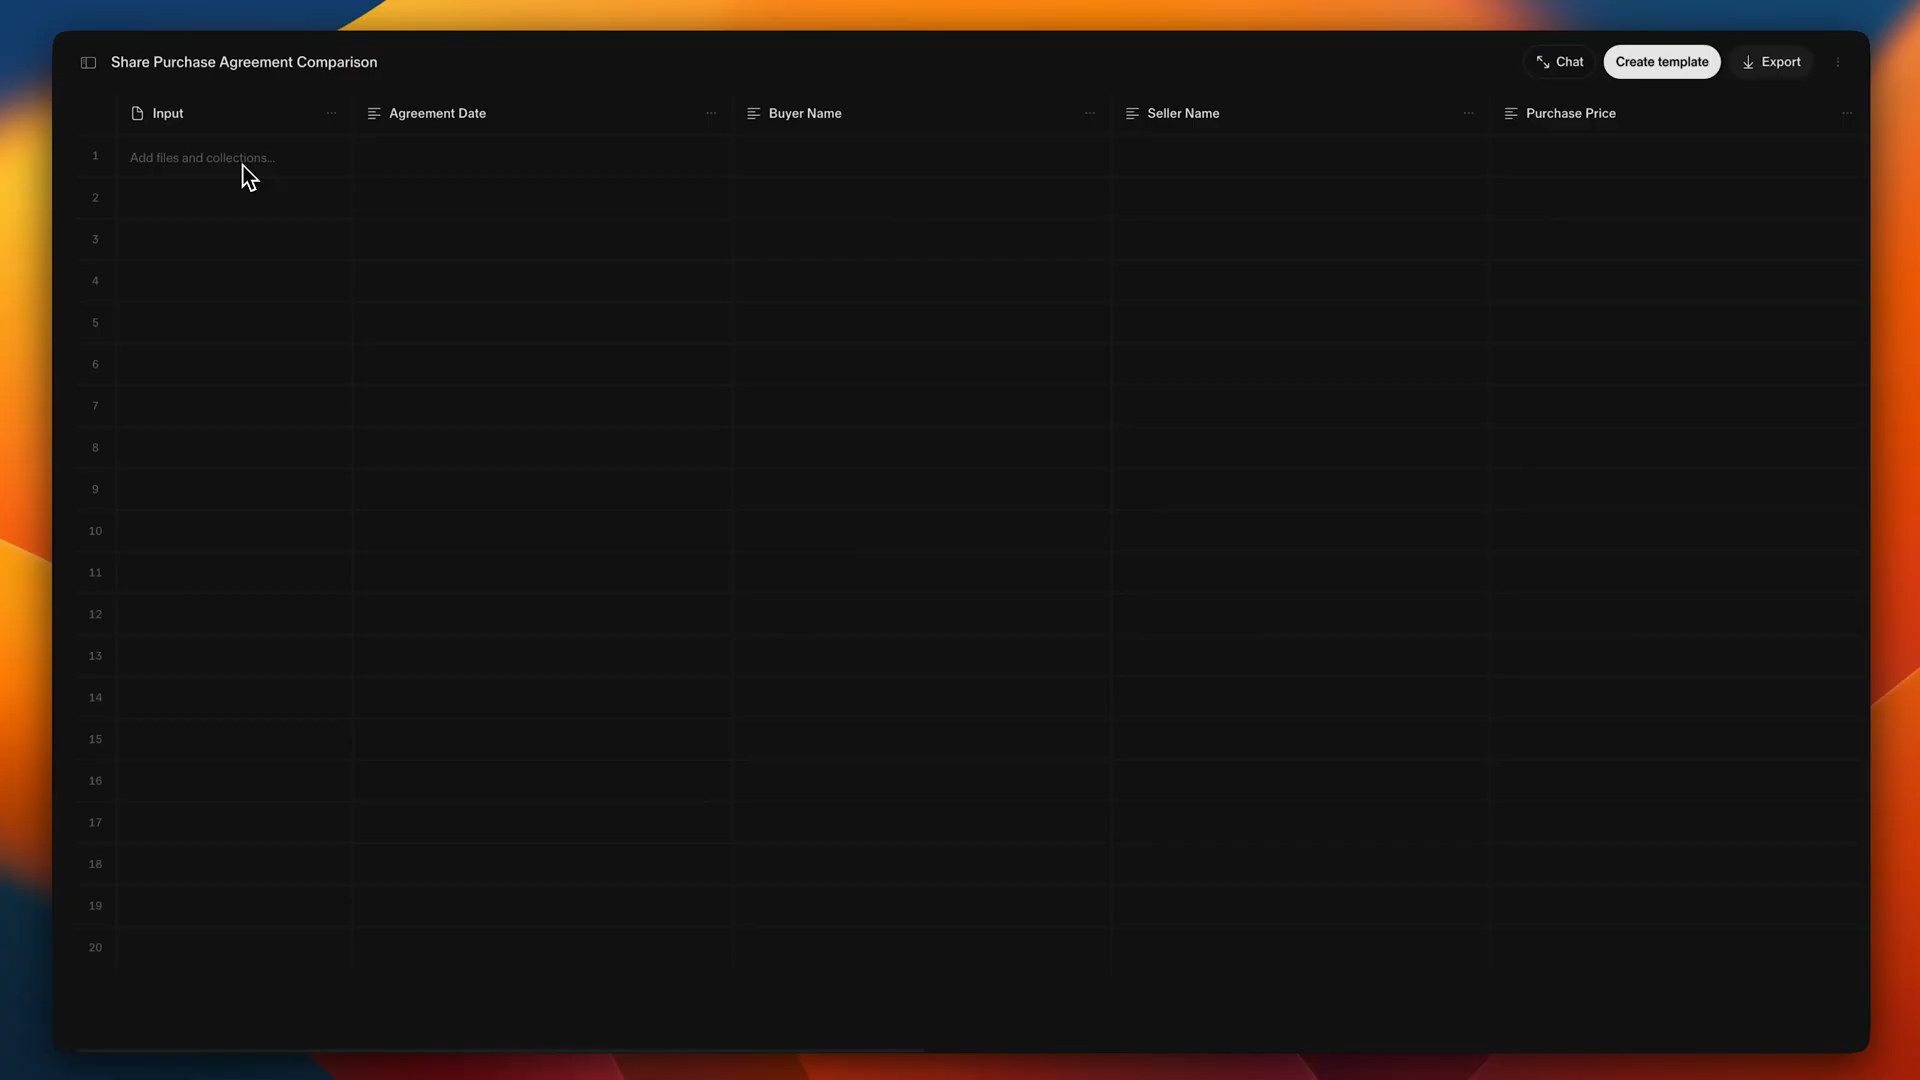 Share Purchase Agreement Comparison
Chat
Create template
Export
Input
Agreement Date
Buyer Name
Seller Name
Purchase Price
1
Add files and collections...
2
3
4
5
6
7
8
9
10
11
12
13
14
15
16
17
18
19
20